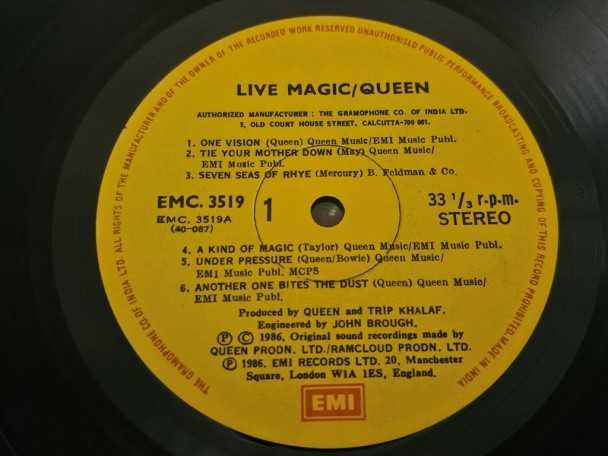 ALL RIGHTS OF THE MANUFACTURER AND OF THE OWNER OF THE RECORDED WORK RESERVED UNAUTHORISED PUBLIC PERFORMANCE BROADCASTING AND COPYING OF THIS RECORD PROHIBITED MADE IN INDIA
THE GRAMOPHONE CO. OF INDIA LTD.
LIVE MAGIC/QUEEN
AUTHORIZED MANUFACTURER : THE GRAMOPHONE CO. OF INDIA LTD.
3, OLD COURT HOUSE STREET, CALCUTTA-700 001.
1. ONE VISION (Queen) Queen Music/EMI Music Publ.
2. TIE YOUR MOTHER DOWN (May) Queen Music/
EMI Music Publ.
3. SEVEN SEAS OF RHYE (Mercury) B. Feldman & Co.
EMC. 3519
EMC. 3519A
(40-087)
1
33 1/3 r.p.m.
STEREO
4. A KIND OF MAGIC (Taylor) Queen Music/EMI Music Publ.
5. UNDER PRESSURE (Queen/Bowie) Queen Music/
EMI Music Publ. MCPS
6. ANOTHER ONE BITES THE DUST (Queen) Queen Music/
EMI Music Publ.
Produced by QUEEN and TRIP KHALAF.
Engineered by JOHN BROUGH.
Ⓟ © 1986, Original sound recordings made by
QUEEN PRODN. LTD./RAMCLOUD PRODN. LTD.
Ⓟ 1986, EMI RECORDS LTD. 20, Manchester
Square, London W1A 1ES, England.
EMI